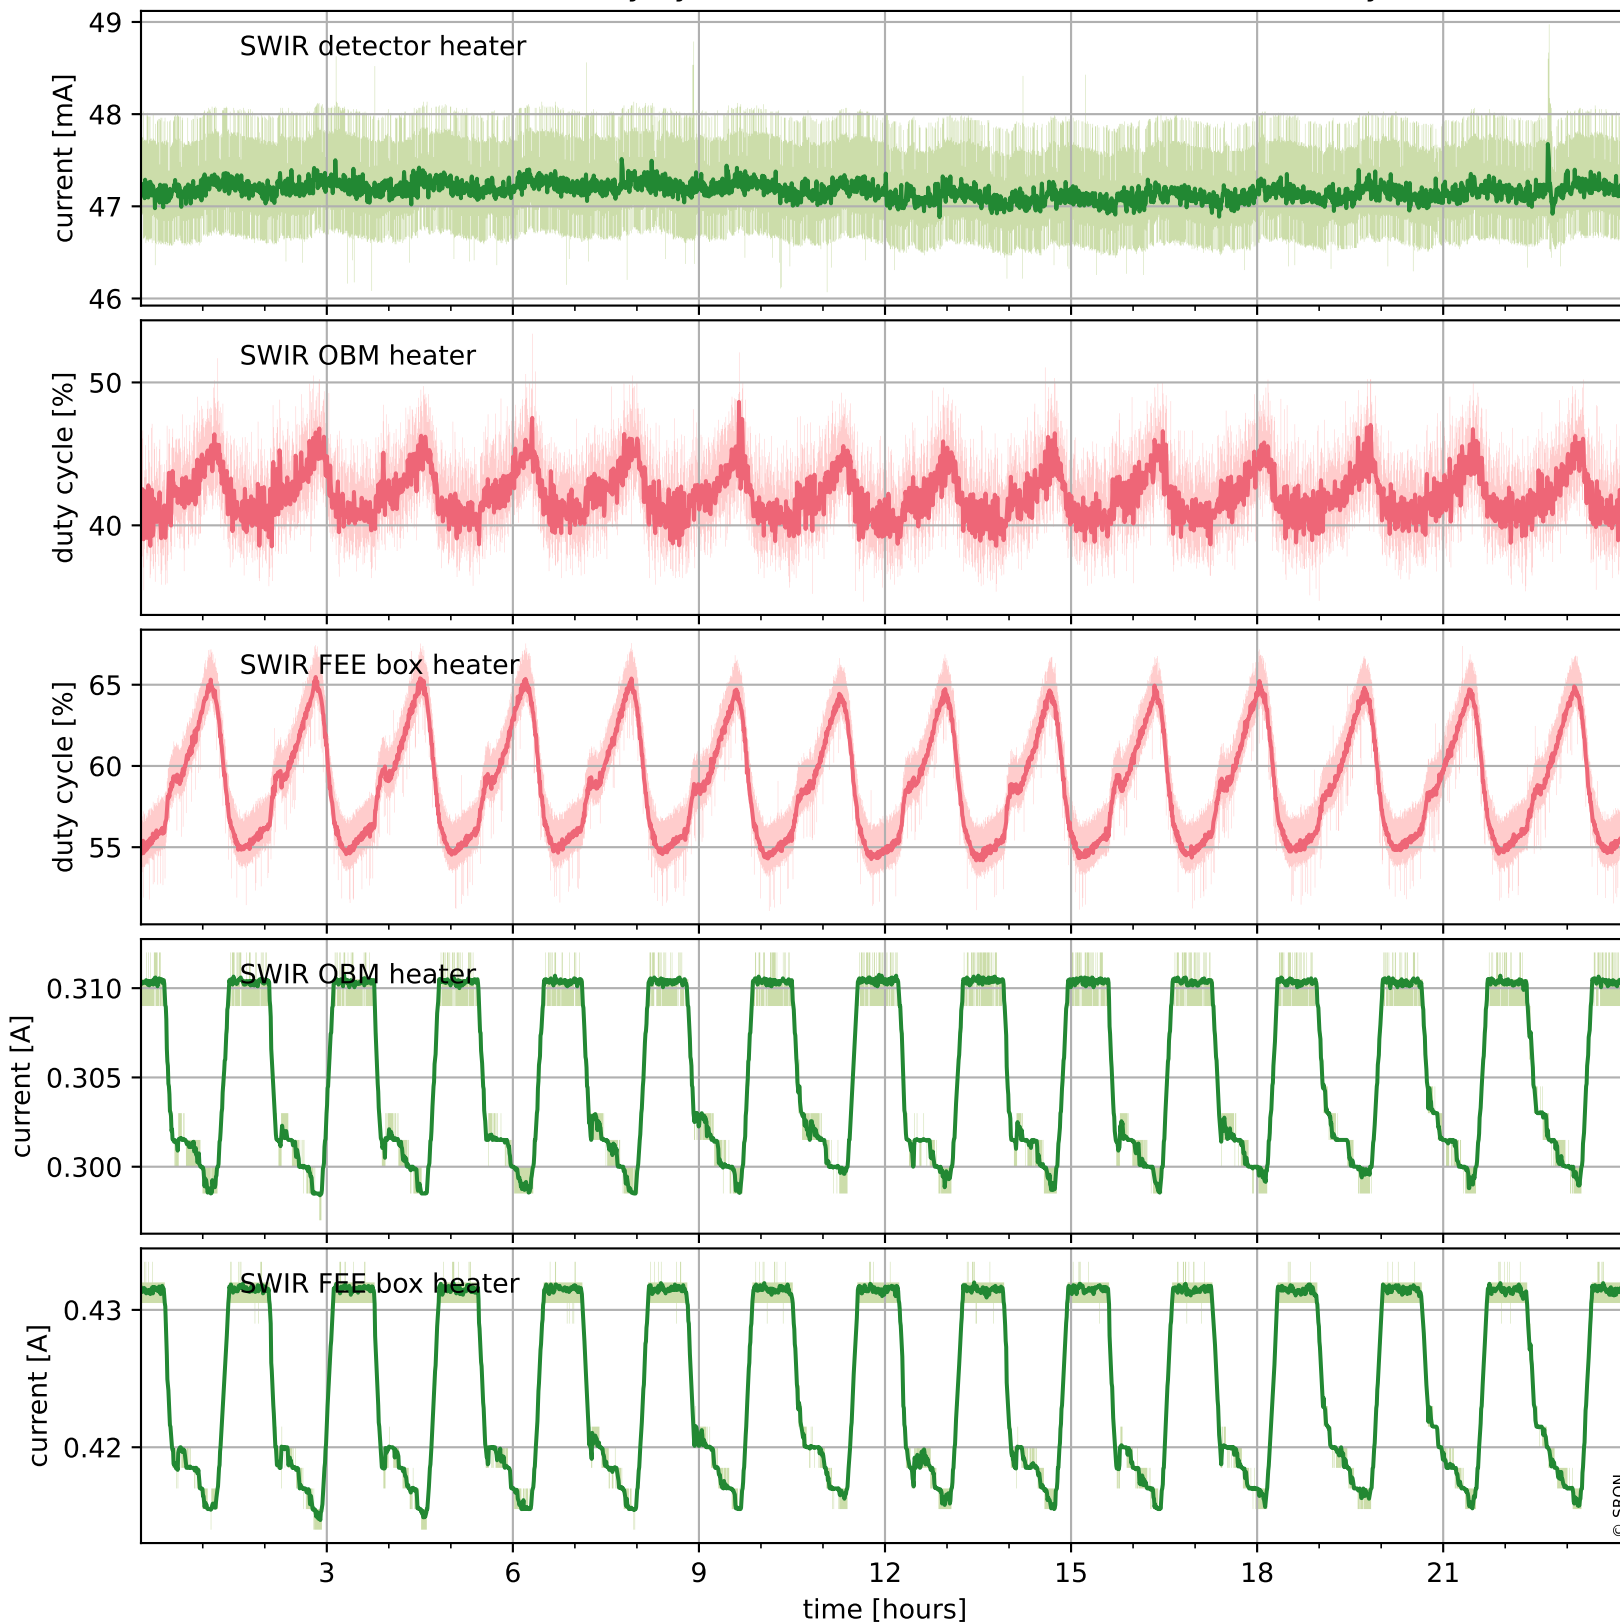 49
SWIR detector heater
48
47
46
current [mA]
SWIR OBM heater
50
40
duty cycle [%]
SWIR FEE box heater
65
60
55
duty cycle [%]
SWIR OBM heater
0.310
0.305
0.300
current [A]
SWIR FEE box heater
0.43
0.42
current [A]
3 6 9 12 15 18 21
time [hours]
© SRON